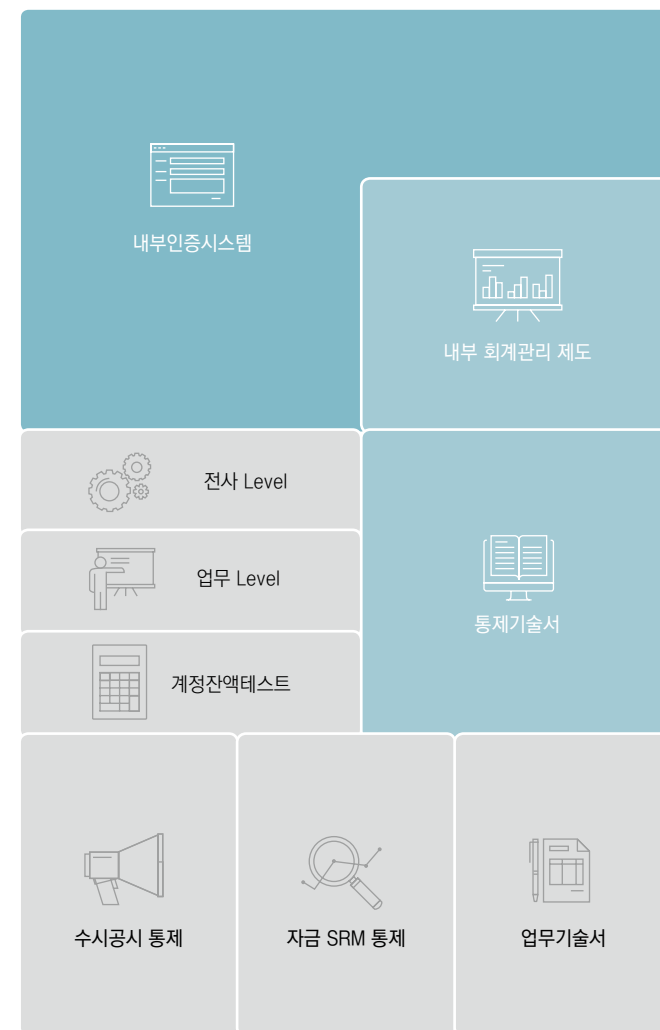 내부인증시스템
내부 회계관리 제도
전사 Level
업무 Level
통제기술서
계정잔액테스트
수시공시 통제
자금 SRM 통제
업무기술서